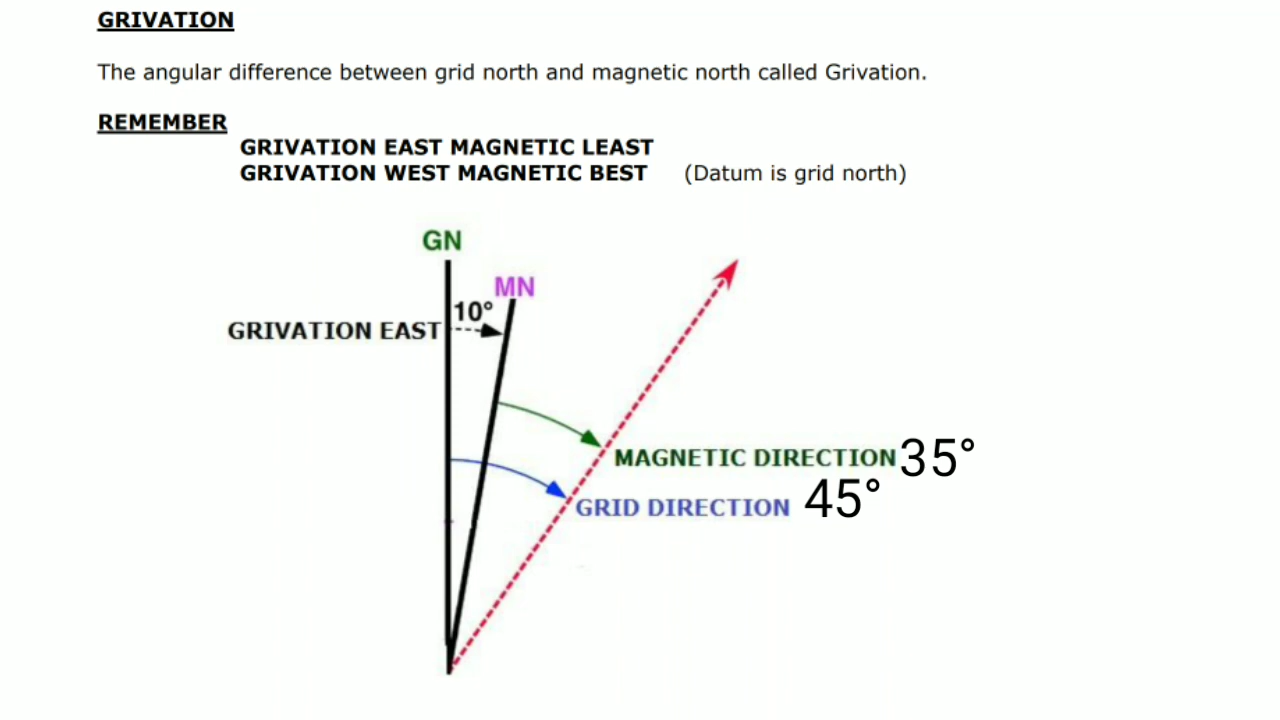 GRIVATION
The angular difference between grid north and magnetic north called Grivation.
REMEMBER
GRIVATION EAST MAGNETIC LEAST
GRIVATION WEST MAGNETIC BEST (Datum is grid north)
GN
MN
10°
GRIVATION EAST
MAGNETIC DIRECTION 35°
GRID DIRECTION 45°